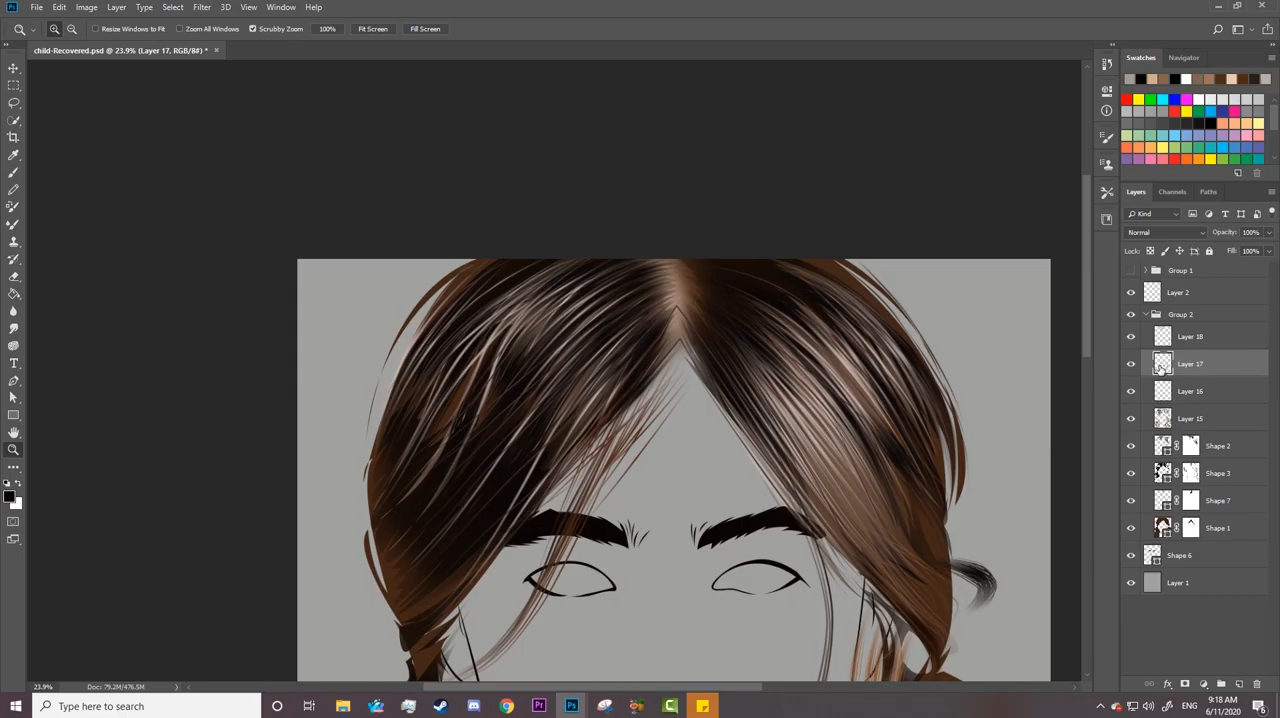 Ps File Edit Image Layer Type Select Filter 3D View Window Help
Resize Windows to Fit Zoom All Windows Scrubby Zoom 100% Fit Screen Fill Screen
child-Recovered.psd @ 23.9% (Layer 17, RGB/8#) *
Swatches Navigator
Layers Channels Paths
Kind
Normal Opacity: 100%
Lock: Fill: 100%
Group 1
Layer 2
Group 2
Layer 18
Layer 17
Layer 16
Layer 15
Shape 2
Shape 3
Shape 7
Shape 1
Shape 6
Layer 1
23.9% Doc: 79.2M/476.5M
Type here to search
9:18 AM
6/11/2020